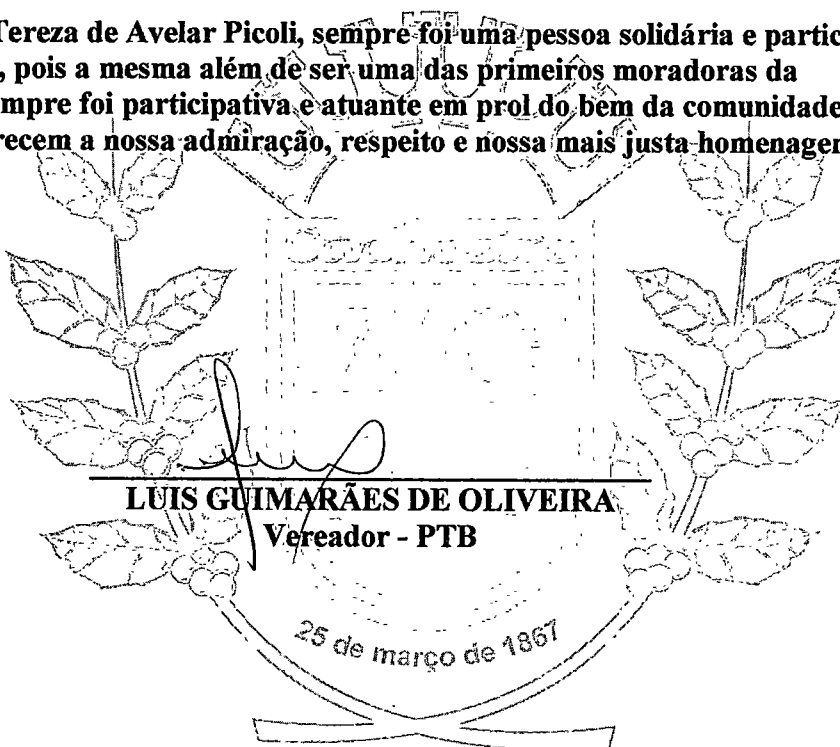 Tereza de Avelar Picoli, sempre foi uma pessoa solidária e partic
, pois a mesma além de ser uma das primeiros moradoras da
mpre foi participativa e atuante em prol do bem da comunidade
recem a nossa admiração, respeito e nossa mais justa homenagem
LUIS GUIMARÃES DE OLIVEIRA
Vereador - PTB
25 de março de 1867